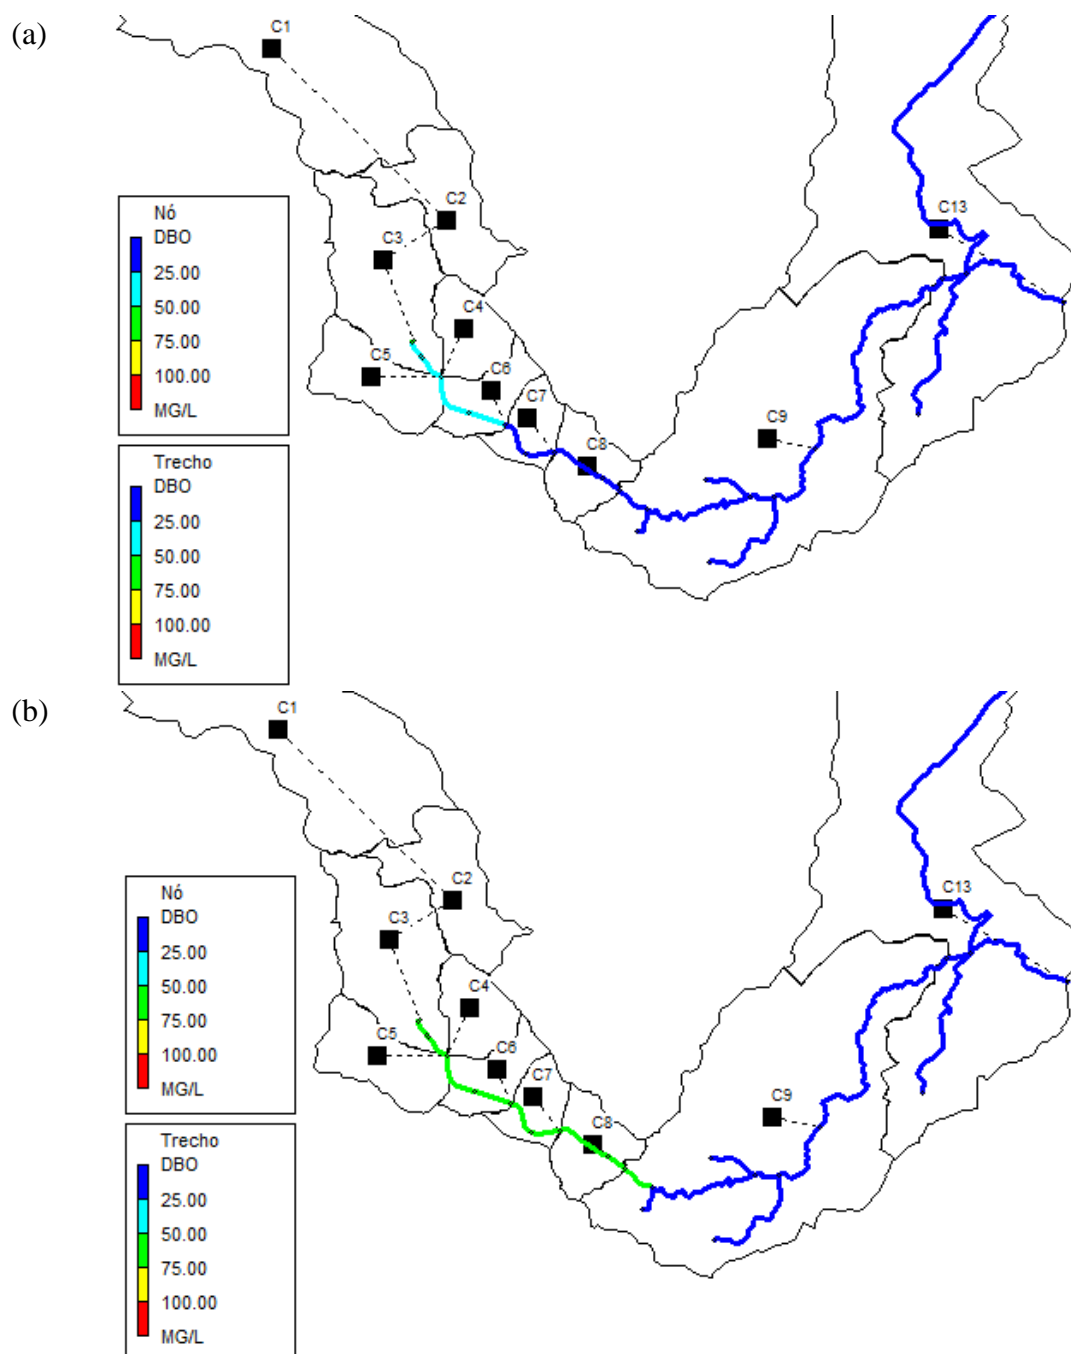 (a)
C1
C2
C3
C13
C4
C5
C6
C7
C8
C9
Nó
DBO
25.00
50.00
75.00
100.00
MG/L
Trecho
DBO
25.00
50.00
75.00
100.00
MG/L
(b)
C1
C2
C3
C13
C4
C5
C6
C7
C8
C9
Nó
DBO
25.00
50.00
75.00
100.00
MG/L
Trecho
DBO
25.00
50.00
75.00
100.00
MG/L